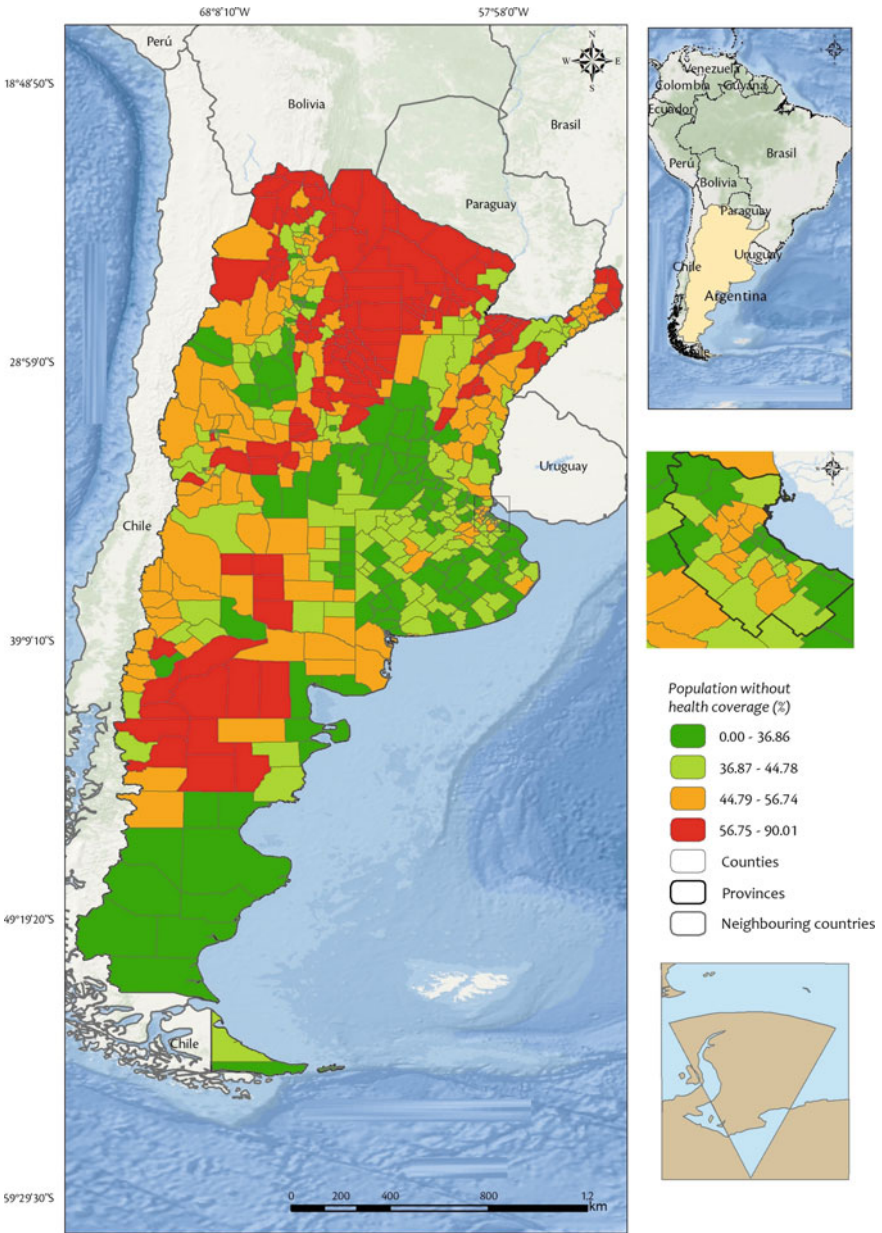 68°8'10"W
57°58'0"W
18°48'50"S
28°59'0"S
39°9'10"S
49°19'20"S
59°29'30"S
Perú
Bolivia
Brasil
Paraguay
Chile
Uruguay
Chile
N
W
E
S
0
200
400
800
1.2
km
Venezuela
Colombia
Guyana
Ecuador
Brasil
Perú
Bolivia
Paraguay
Chile
Uruguay
Argentina
Population without
health coverage (%)
0.00 - 36.86
36.87 - 44.78
44.79 - 56.74
56.75 - 90.01
Counties
Provinces
Neighbouring countries